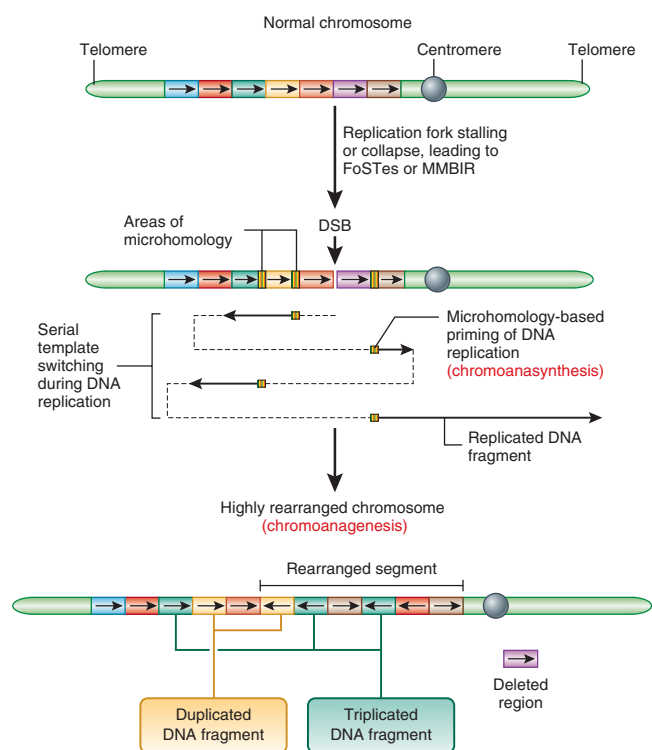 Normal chromosome
Telomere
Centromere
Telomere
Replication fork stalling
or collapse, leading to
FoSTes or MMBIR
Areas of
microhomology
DSB
Serial
template
switching
during DNA
replication
Microhomology-based
priming of DNA
replication
(chromoanasynthesis)
Replicated DNA
fragment
Highly rearranged chromosome
(chromoanagenesis)
Rearranged segment
Deleted
region
Duplicated
DNA fragment
Triplicated
DNA fragment